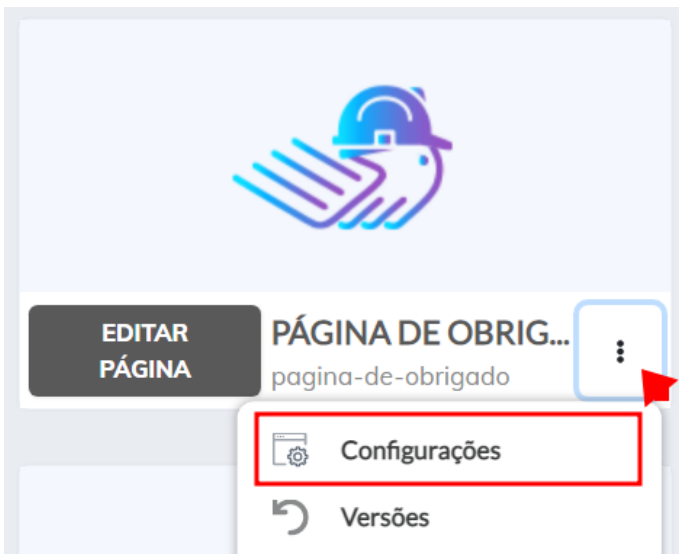 EDITAR
PÁGINA
PÁGINA DE OBRIG...
pagina-de-obrigado
Configurações
Versões